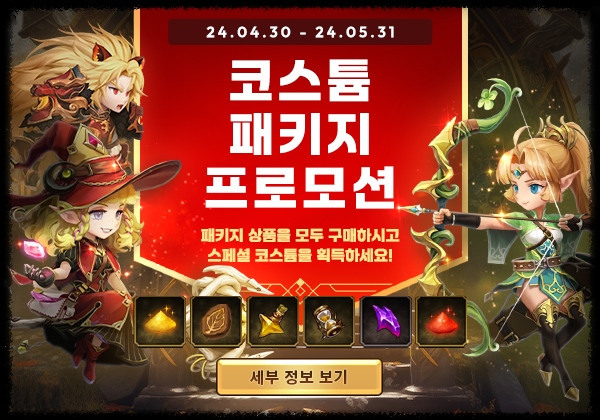 24.04.30 - 24.05.31
코스튬
패키지
프로모션
패키지 상품을 모두 구매하시고
스페셜 코스튬을 획득하세요!
세부 정보 보기